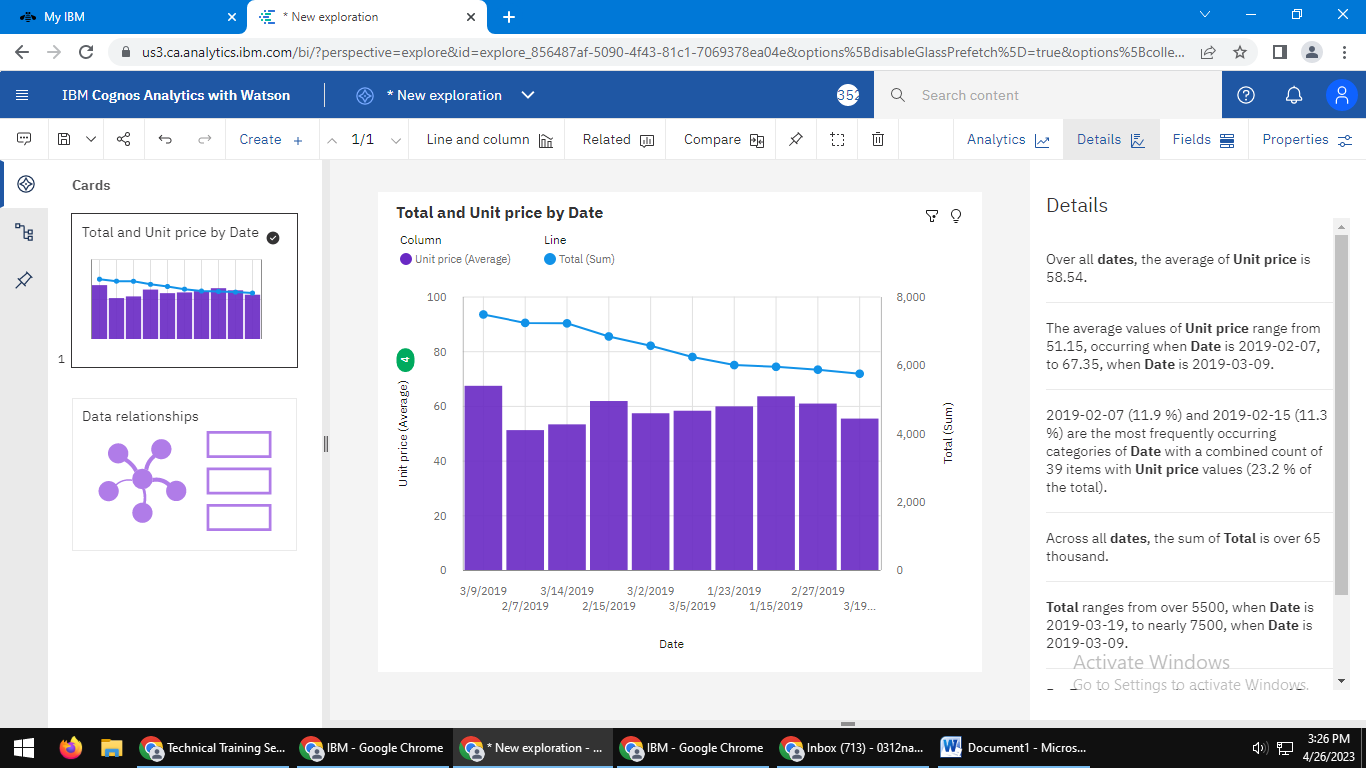 My IBM
* New exploration
us3.ca.analytics.ibm.com/bi/?perspective=explore&id=explore_856487af-5090-4f43-81c1-7069378ea04e&options%5BdisableGlassPrefetch%5D=true&options%5Bcolle...
IBM Cognos Analytics with Watson
* New exploration
352
Search content
Create
1/1
Line and column
Related
Compare
Analytics
Details
Fields
Properties
Cards
Total and Unit price by Date
1
Data relationships
Total and Unit price by Date
Column
Line
Unit price (Average)
Total (Sum)
100
80
60
40
20
0
4
Unit price (Average)
8,000
6,000
4,000
2,000
0
Total (Sum)
3/9/2019 3/14/2019 3/2/2019 1/23/2019 2/27/2019
2/7/2019 2/15/2019 3/5/2019 1/15/2019 3/19...
Date
Details
Over all dates, the average of Unit price is
58.54.
The average values of Unit price range from
51.15, occurring when Date is 2019-02-07,
to 67.35, when Date is 2019-03-09.
2019-02-07 (11.9 %) and 2019-02-15 (11.3
%) are the most frequently occurring
categories of Date with a combined count of
39 items with Unit price values (23.2 % of
the total).
Across all dates, the sum of Total is over 65
thousand.
Total ranges from over 5500, when Date is
2019-03-19, to nearly 7500, when Date is
2019-03-09.
Activate Windows
Go to Settings to activate Windows.
Technical Training Se...
IBM - Google Chrome
* New exploration - ...
IBM - Google Chrome
Inbox (713) - 0312na...
Document1 - Micros...
3:26 PM
4/26/2023